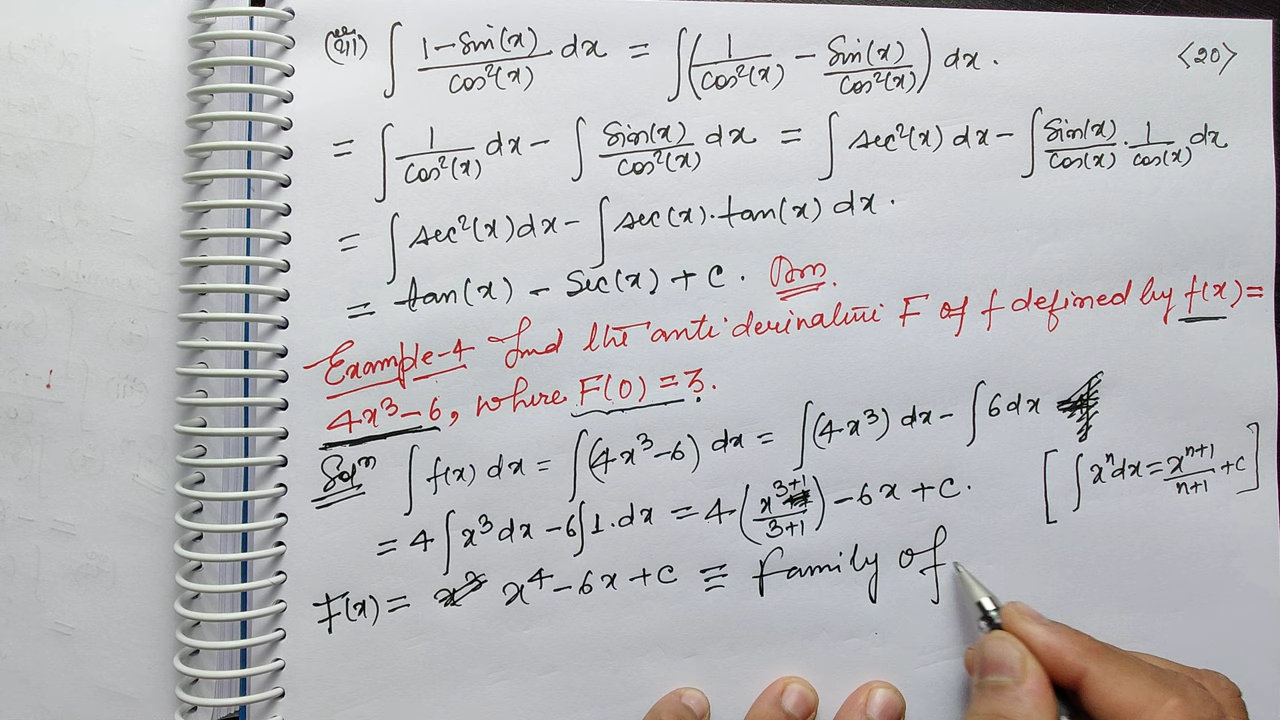 (iii) ∫ (1-Sin(x))/cos²(x) dx = ∫(1/cos²(x) - Sin(x)/cos²(x)) dx. <20>
= ∫ 1/cos²(x) dx - ∫ Sin(x)/cos²(x) dx = ∫ sec²(x) dx - ∫ Sin(x)/cos(x) · 1/cos(x) dx
= ∫ sec²(x) dx - ∫ sec(x)·tan(x) dx.
= tan(x) - Sec(x) + C. Ans
Example-4 find the anti derivative F of f defined by f(x)=
4x³-6, where F(0) = 3.
Solⁿ ∫ f(x) dx = ∫(4x³-6) dx = ∫(4x³) dx - ∫ 6 dx
= 4∫x³ dx - 6∫1. dx = 4(x³⁺¹/3+1) - 6x + C. [∫xⁿdx = xⁿ⁺¹/n+1 + C]
F(x) = x⁴ - 6x + C ≡ family of